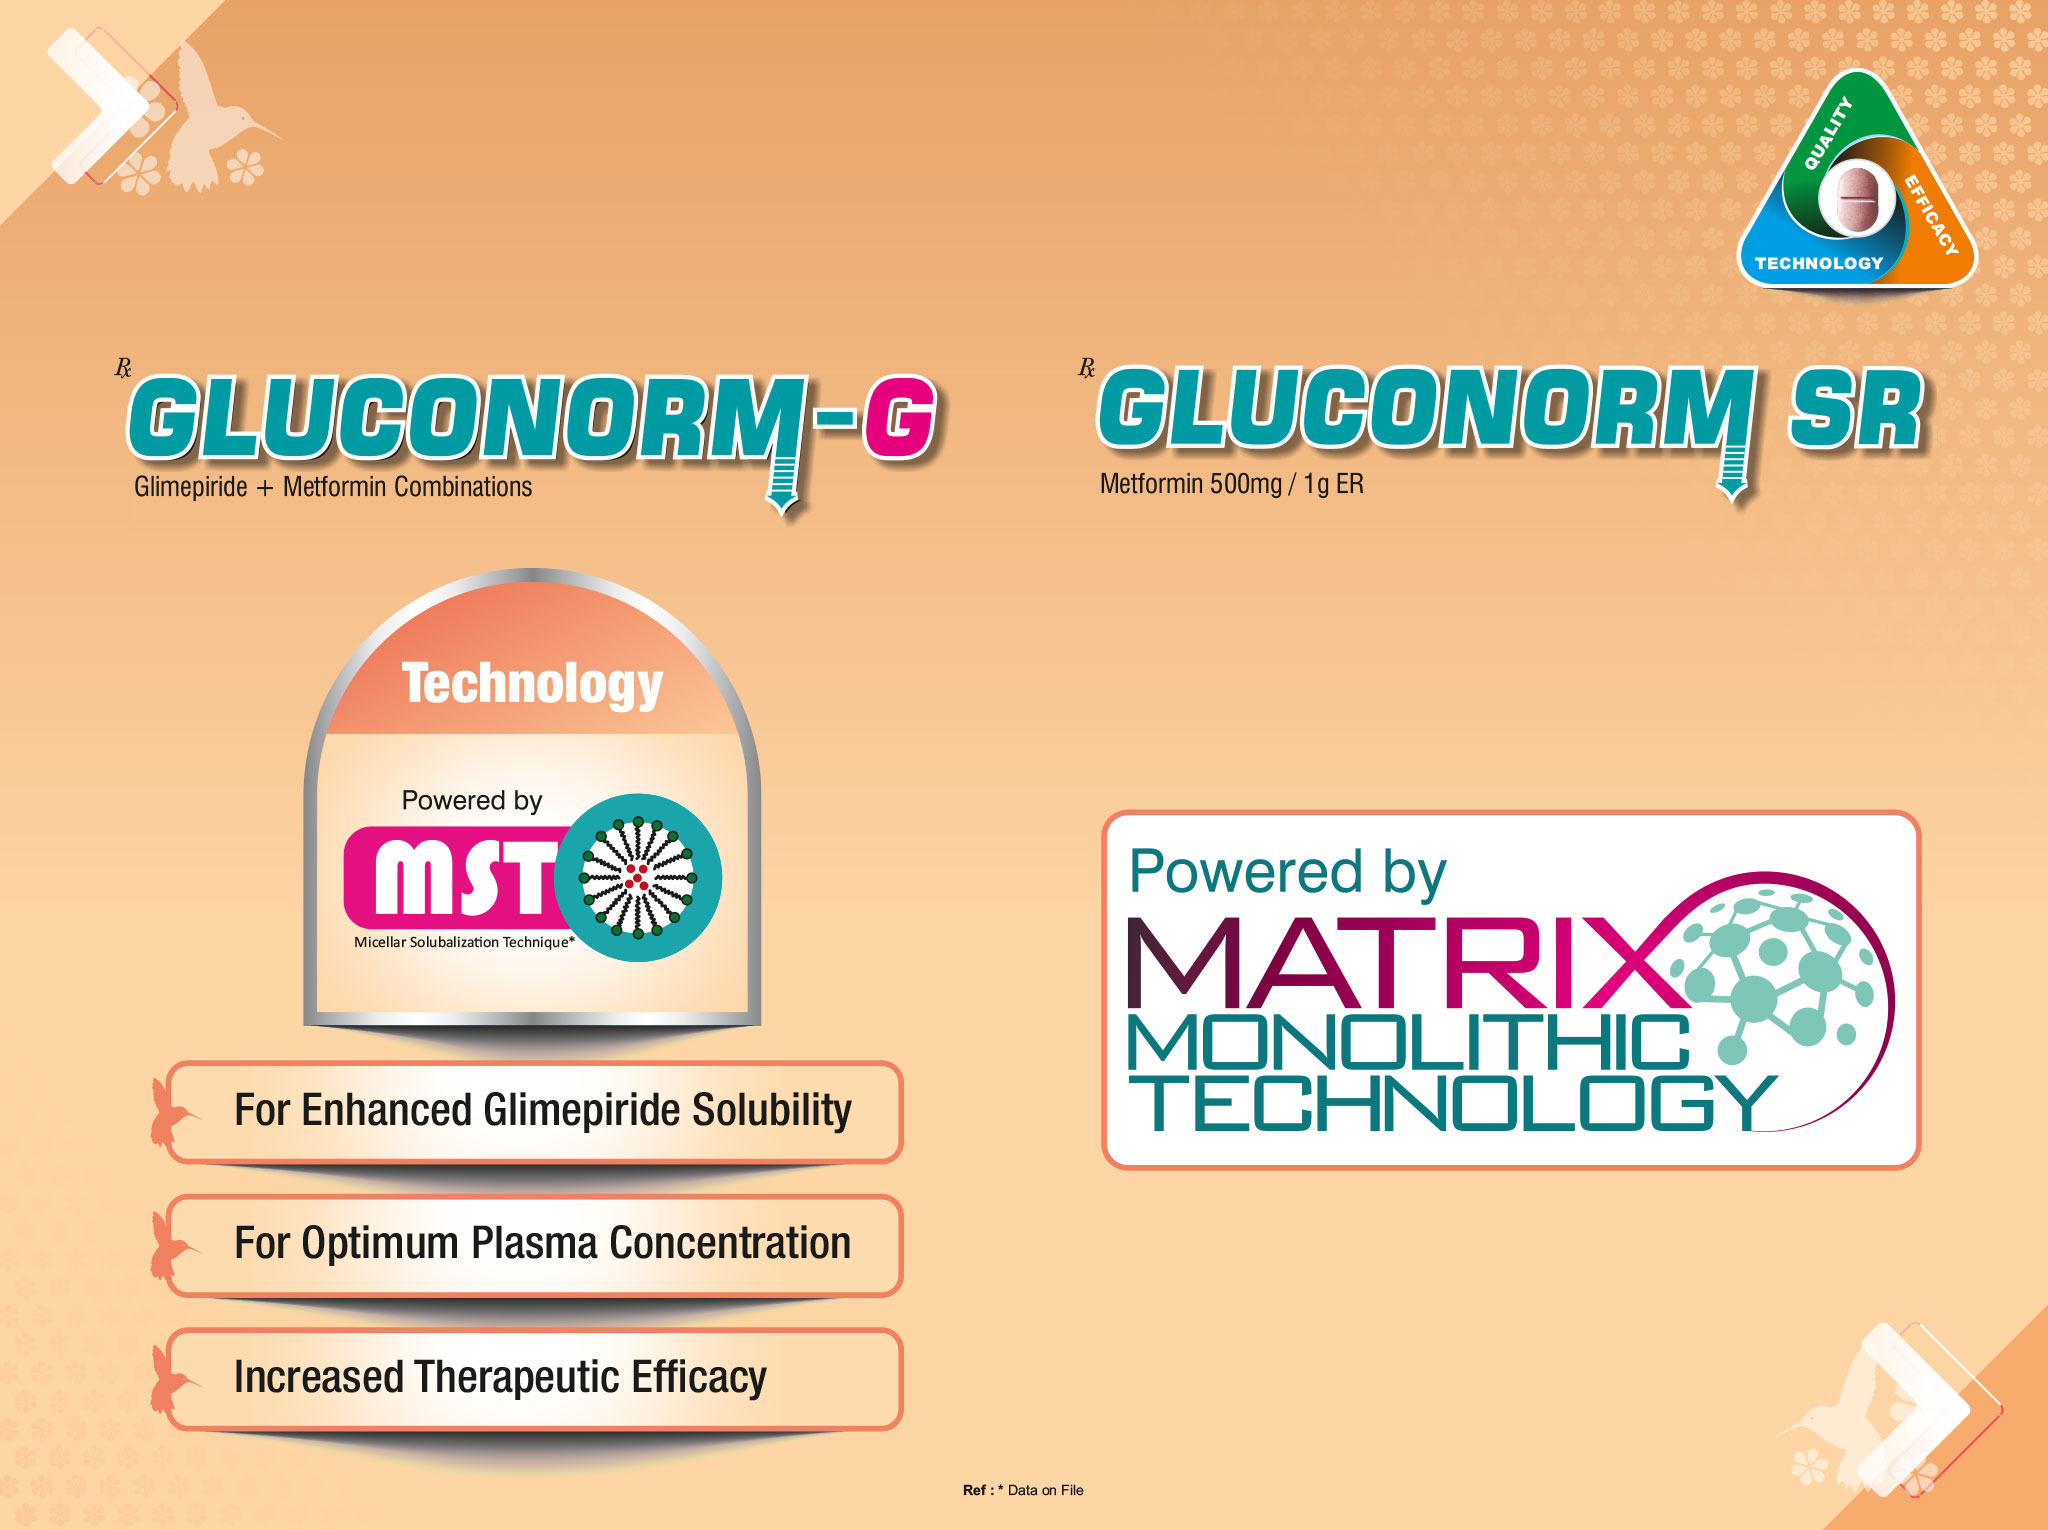 QUALITY
EFFICACY
TECHNOLOGY
Rx
GLUCONORM-G
Glimepiride + Metformin Combinations
Rx
GLUCONORM SR
Metformin 500mg / 1g ER
Technology
Powered by
MST
Micellar Solubalization Technique*
For Enhanced Glimepiride Solubility
For Optimum Plasma Concentration
Increased Therapeutic Efficacy
Powered by
MATRIX
MONOLITHIC
TECHNOLOGY
Ref : * Data on File